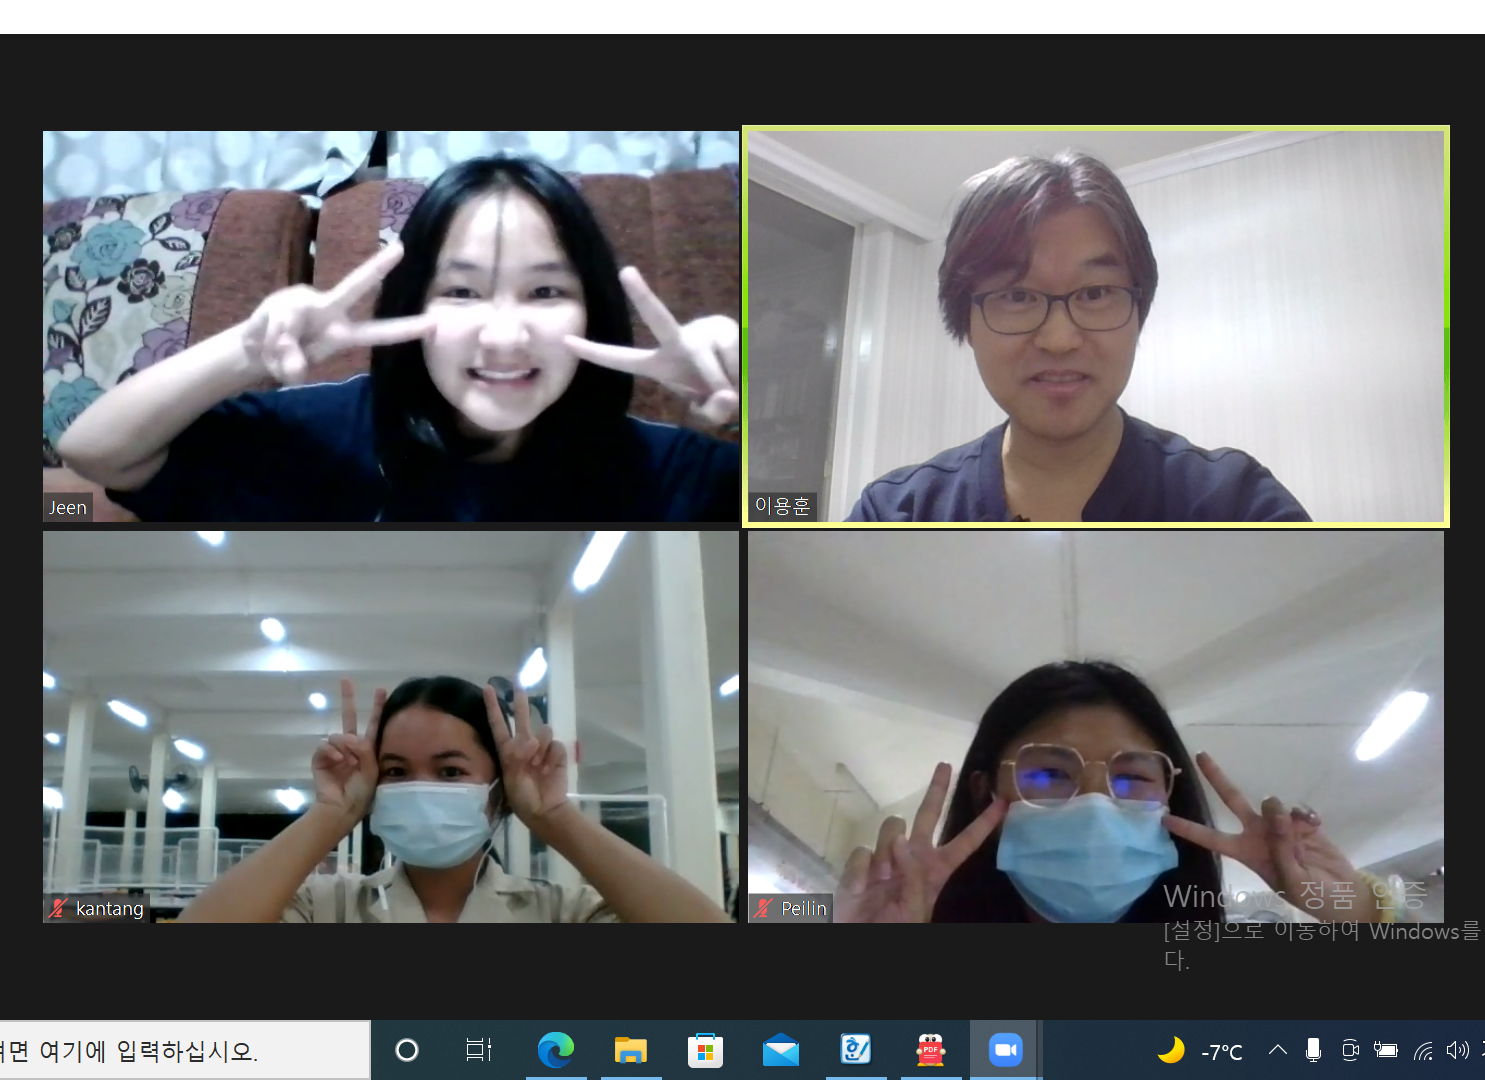 Jeen
이용훈
kantang
Peilin
Windows 정품 인증
[설정]으로 이동하여 Windows를
다.
면 여기에 입력하십시오.
PDF
-7°C